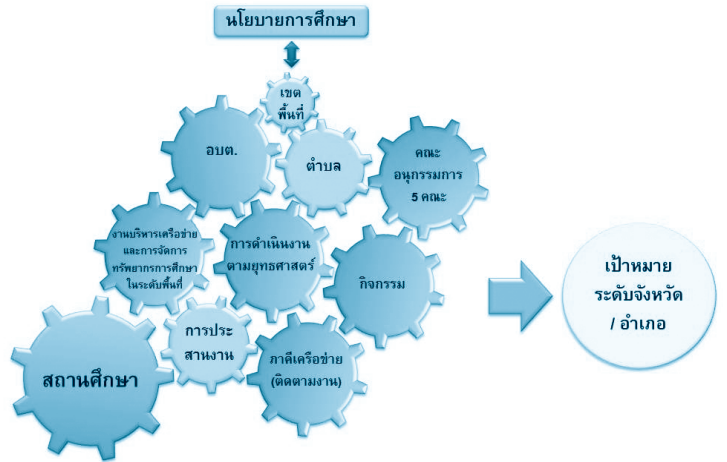 นโยบายการศึกษา
เขต
พื้นที่
อบต.
ตำบล
คณะ
อนุกรรมการ
5 คณะ
งานบริหารเครือข่าย
และการจัดการ
ทรัพยากรการศึกษา
ในระดับพื้นที่
การดำเนินงาน
ตามยุทธศาสตร์
กิจกรรม
เป้าหมาย
ระดับจังหวัด
/ อำเภอ
สถานศึกษา
การประ
สานงาน
ภาคีเครือข่าย
(ติดตามงาน)